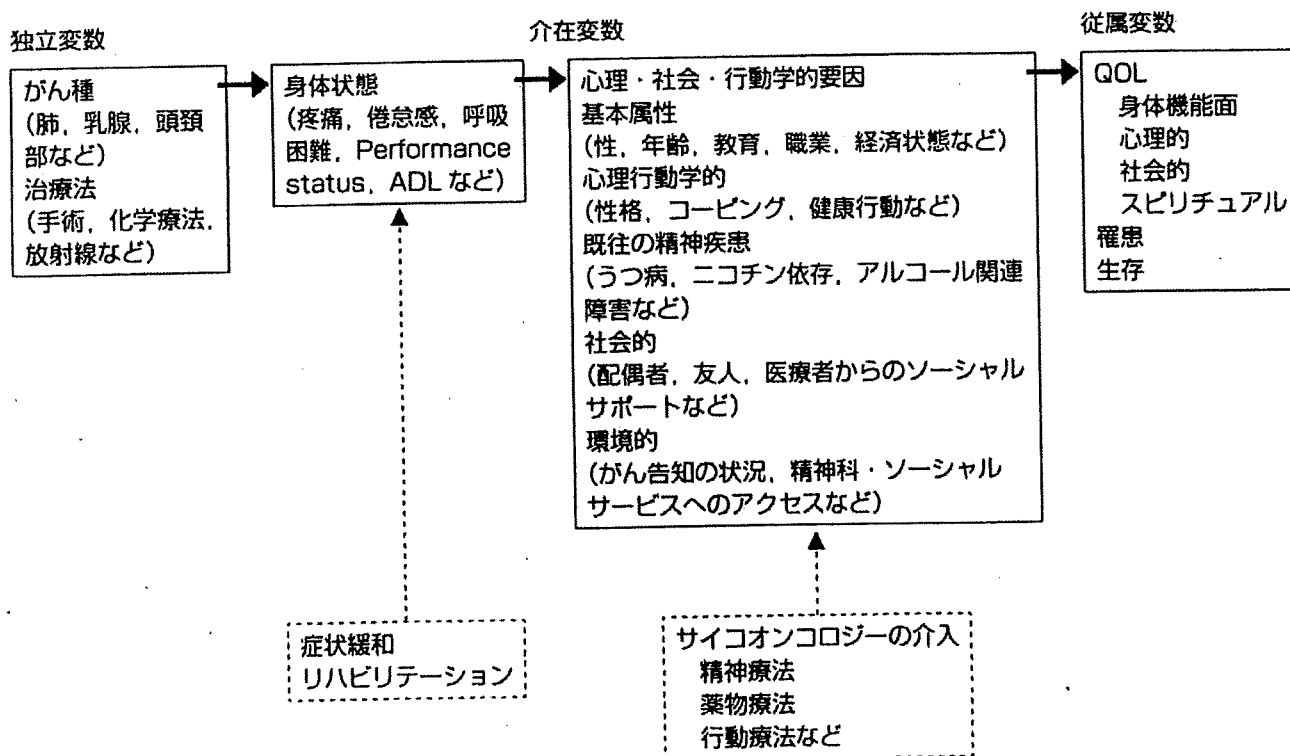 独立変数
がん種
(肺，乳腺，頭頚
部など)
治療法
(手術，化学療法，
放射線など)
身体状態
(疼痛，倦怠感，呼吸
困難，Performance
status，ADL など)
介在変数
心理・社会・行動学的要因
基本属性
(性，年齢，教育，職業，経済状態など)
心理行動学的
(性格，コーピング，健康行動など)
既往の精神疾患
(うつ病，ニコチン依存，アルコール関連
障害など)
社会的
(配偶者，友人，医療者からのソーシャル
サポートなど)
環境的
(がん告知の状況，精神科・ソーシャル
サービスへのアクセスなど)
従属変数
QOL
身体機能面
心理的
社会的
スピリチュアル
罹患
生存
症状緩和
リハビリテーション
サイコオンコロジーの介入
精神療法
薬物療法
行動療法など